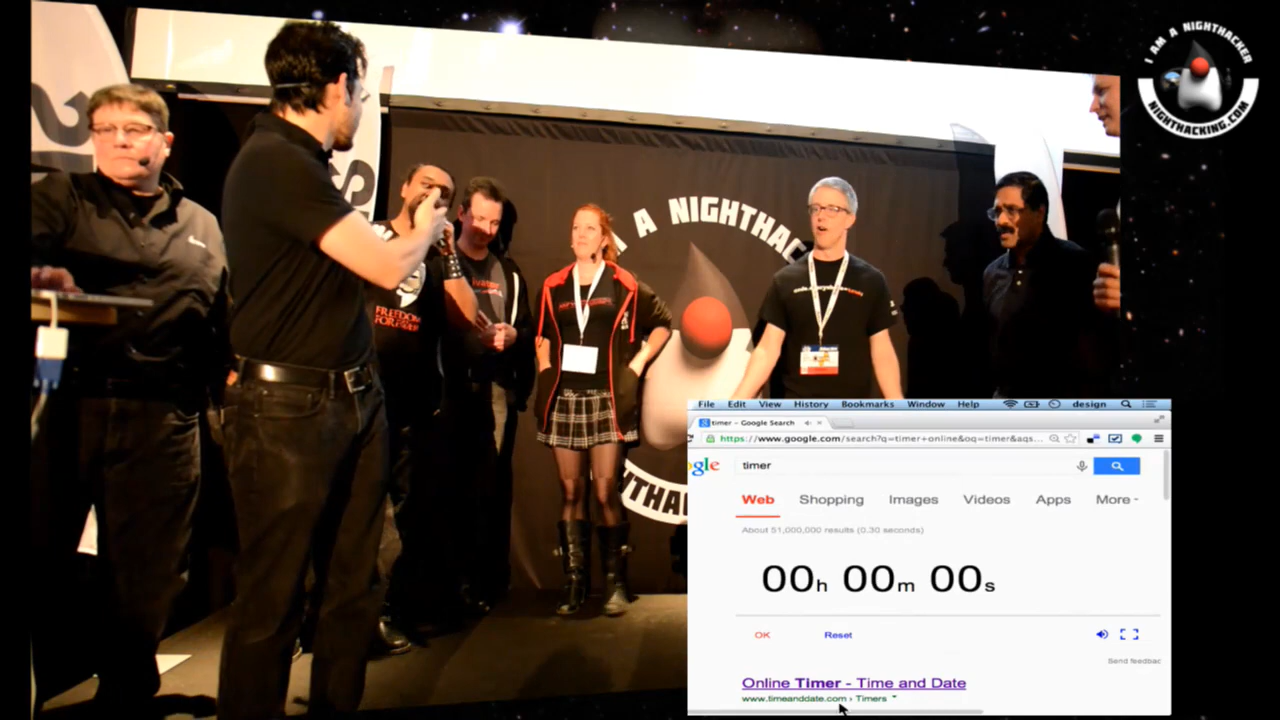 I AM A NIGHTHACKER
NIGHTHACKING.COM
A NIGHTHAC
FREEDOM
File Edit View History Bookmarks Window Help design
timer - Google Search
https://www.google.com/search?q=timer+online&oq=timer&aqs...
gle
timer
Web Shopping Images Videos Apps More
About 51,000,000 results (0.30 seconds)
00h 00m 00s
OK Reset
Send feedbac
Online Timer - Time and Date
www.timeanddate.com › Timers